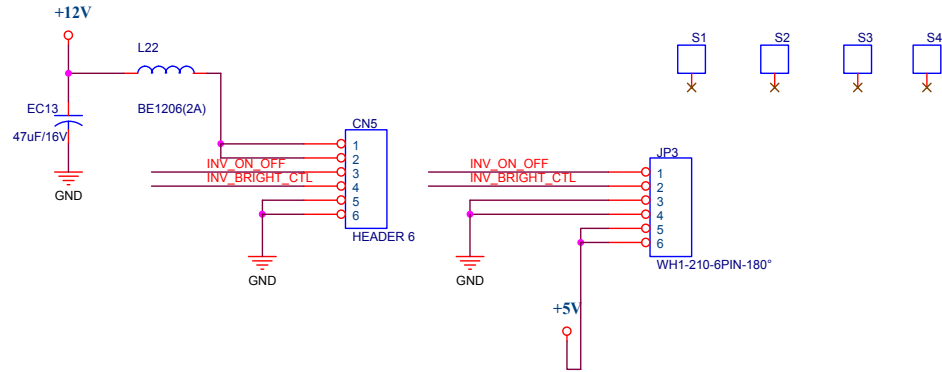 +12V
L22
EC13
BE1206(2A)
47uF/16V
GND
CN5
1
2
INV_ON_OFF
3
INV_BRIGHT_CTL
4
5
6
HEADER 6
GND
S1
S2
S3
S4
JP3
INV_ON_OFF
1
INV_BRIGHT_CTL
2
3
4
5
6
WH1-210-6PIN-180°
GND
+5V